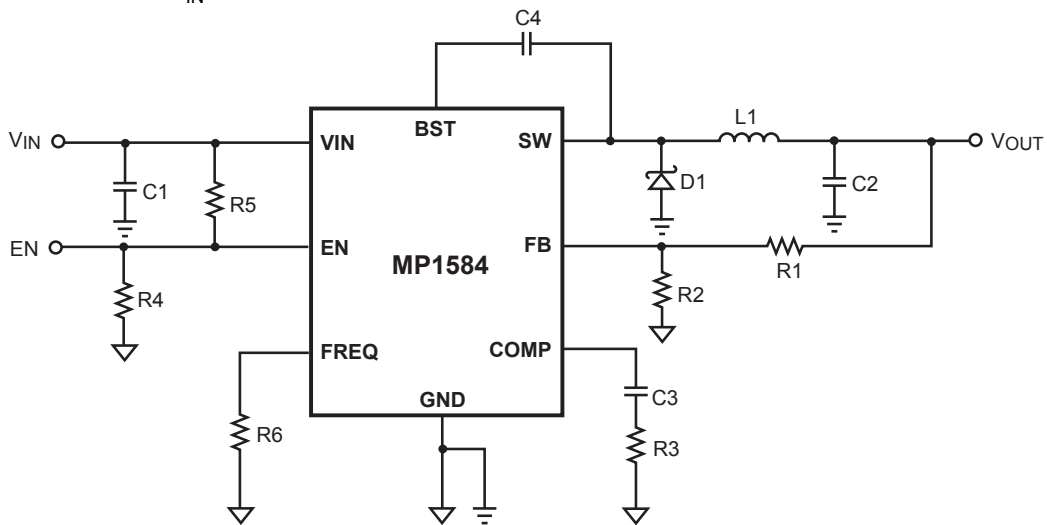 IN
C4
BST
L1
VIN
VIN
SW
VOUT
C1
R5
D1
C2
EN
EN
FB
MP1584
R1
R4
R2
FREQ
COMP
GND
C3
R6
R3